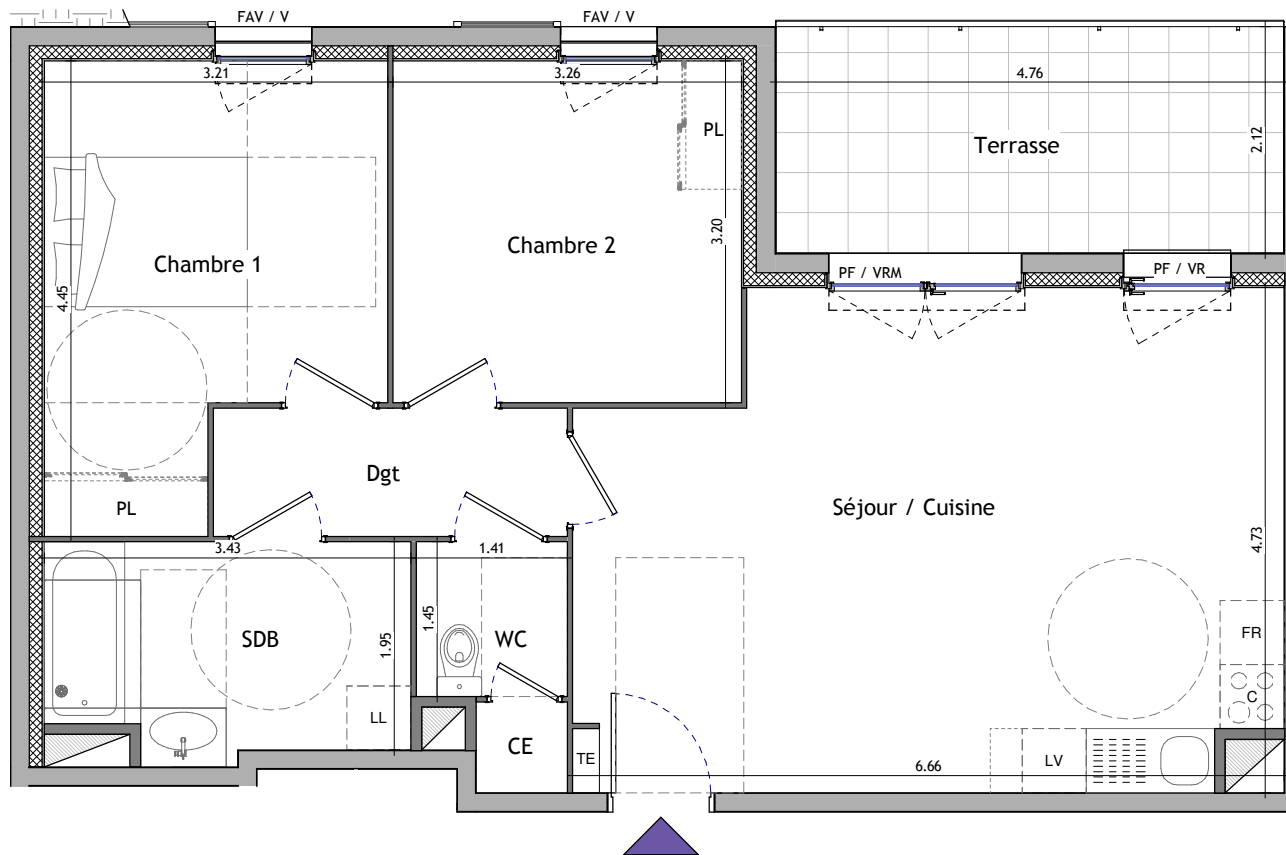 FAV / V
FAV / V
3.21
3.26
4.76
PL
Terrasse
2.12
3.20
Chambre 2
Chambre 1
4.45
PF / VRM
PF / VR
Dgt
PL
Séjour / Cuisine
3.43
1.41
4.73
1.45
SDB
1.95
WC
FR
C
LL
CE
TE
LV
6.66